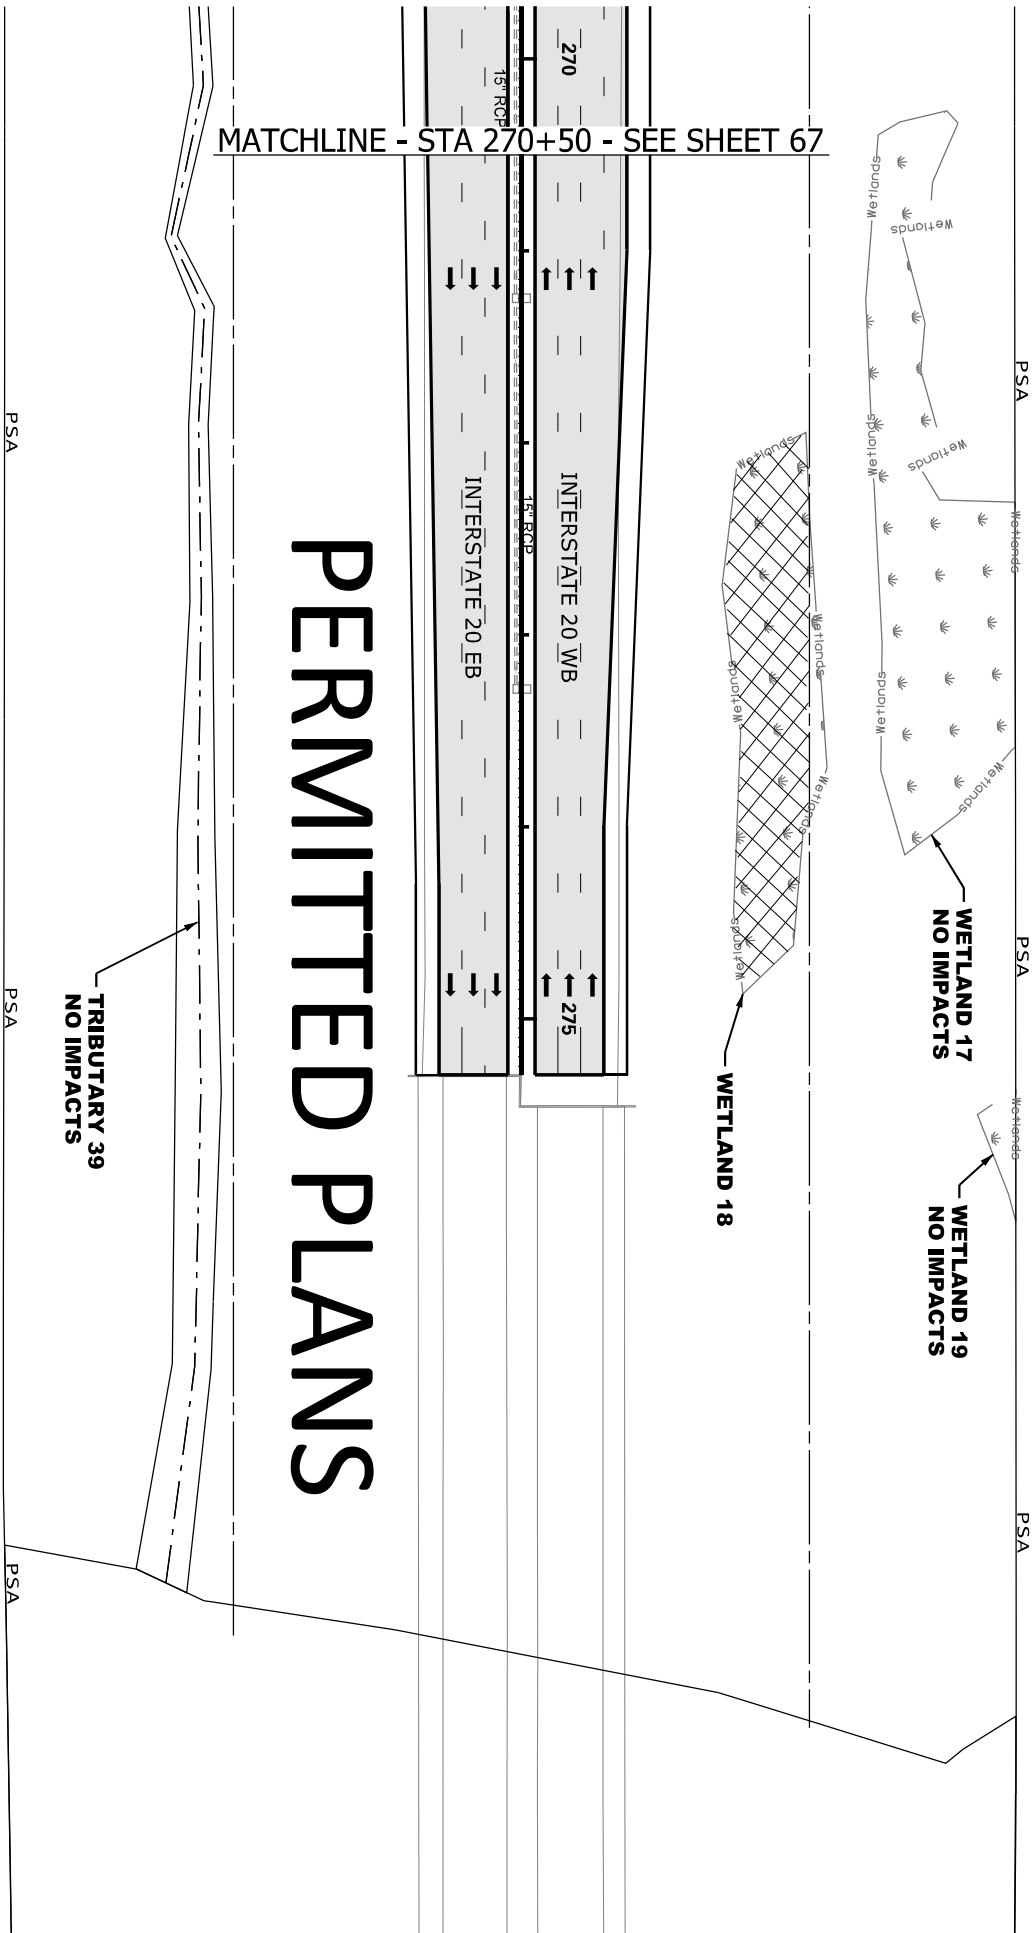 270
15" RCP
MATCHLINE - STA 270+50 - SEE SHEET 67
Wetlands
Wetlands
PSA
PSA
Wetlands
Wetlands
Wetlands
Wetlands
INTERSTATE 20 WB
INTERSTATE 20 EB
15" RCP
PERMITTED PLANS
Wetlands
Wetlands
Wetlands
Wetlands
Wetlands
Wetlands
WETLAND 17
NO IMPACTS
PSA
PSA
275
TRIBUTARY 39
NO IMPACTS
WETLAND 18
Wetlands
WETLAND 19
NO IMPACTS
PSA
PSA